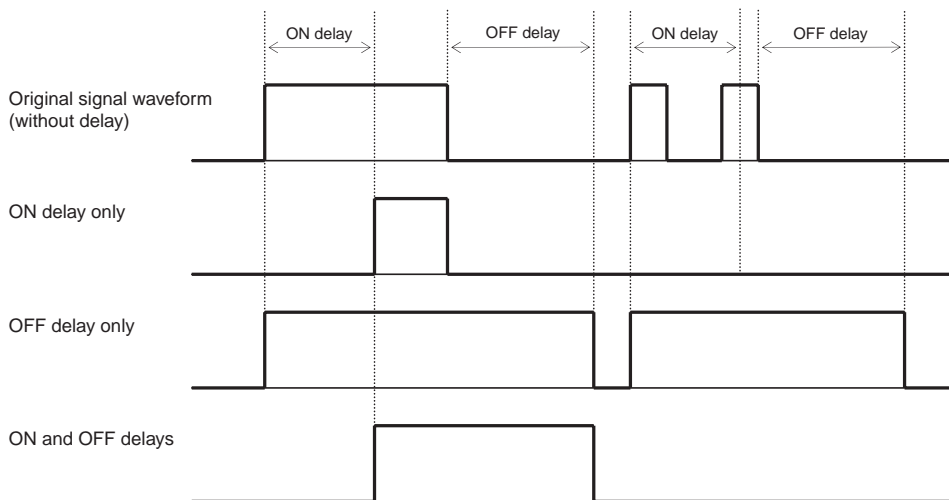 ON delay
OFF delay
ON delay
OFF delay
Original signal waveform
(without delay)
ON delay only
OFF delay only
ON and OFF delays